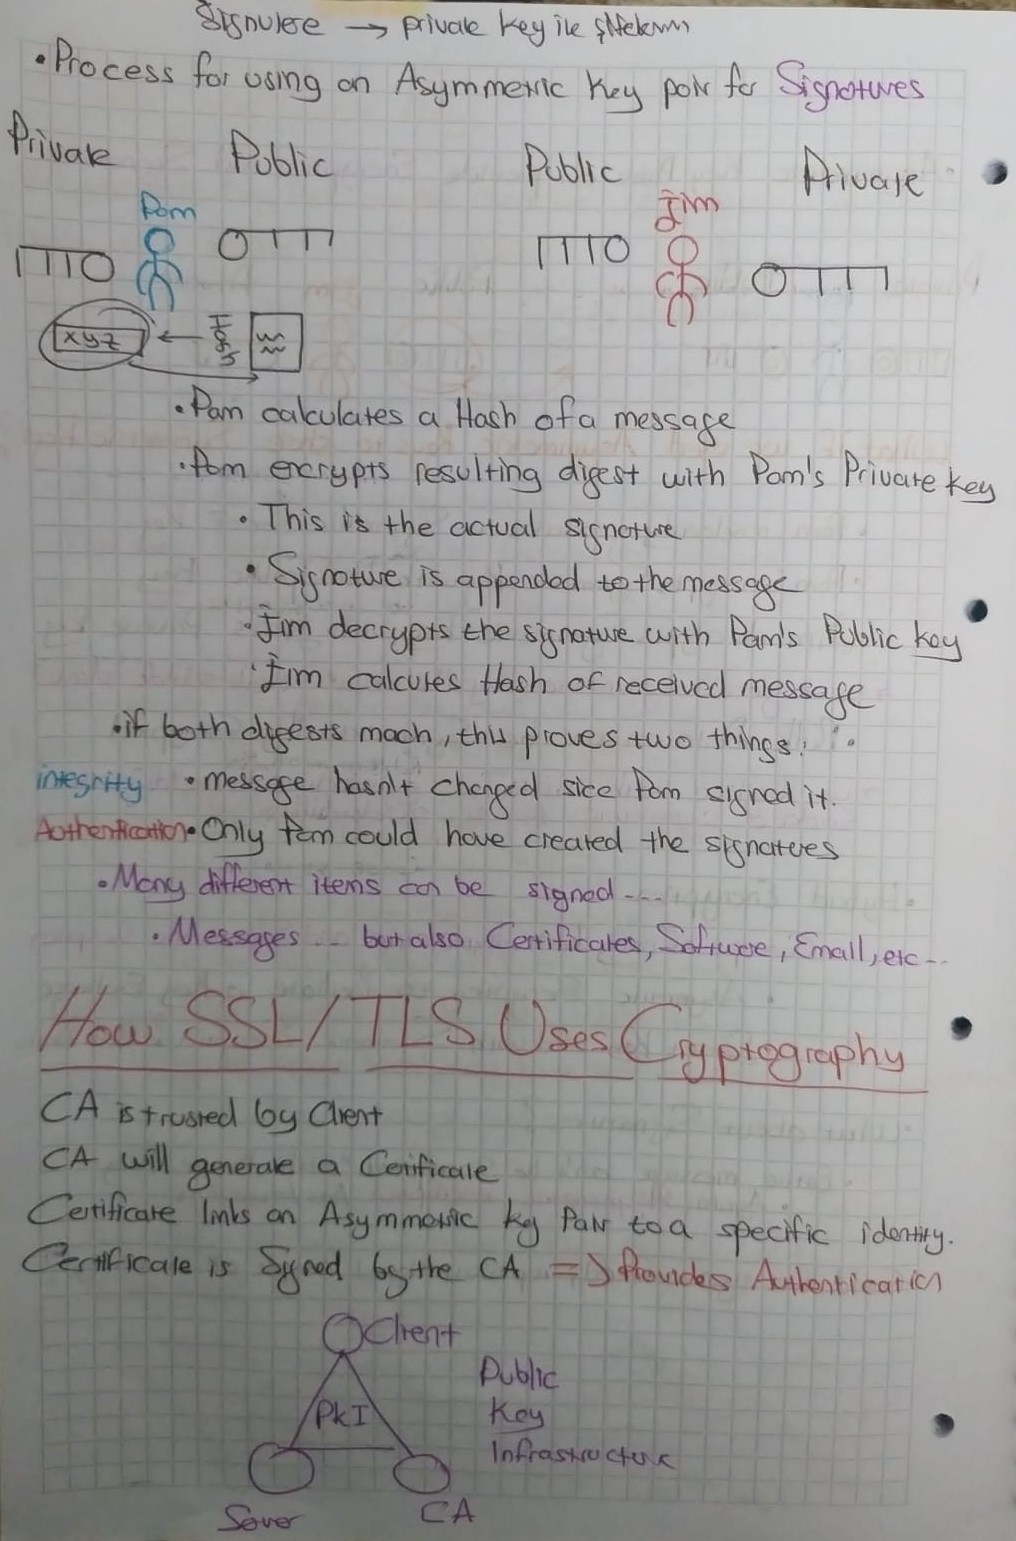 Signulere → private key ile şifreleme
• Process for using an Asymmetric Key pair for Signatures
Private Public Public Private
Pam Jim
xyz ← Hash
• Pam calculates a Hash of a message
• Pam encrypts resulting digest with Pam's Private key
• This is the actual signature
• Signature is appended to the message
• Jim decrypts the signature with Pam's Public key
• Jim calcutes Hash of received message
• if both digests mach, this proves two things:
integrity • message hasn't changed sice Pam signed it.
Authentication • Only Pam could have created the signatures
• Many different items can be signed....
• Messages... but also Certificates, Software, Email, etc...
How SSL/TLS Uses Cryptography
CA is trusted by Client
CA will generate a Cerificate
Certificate links an Asymmetric key Pair to a specific identity.
Certificate is Signed by the CA => Provides Authentication
Client
PkI
Public
Key
Infrastructure
Server
CA